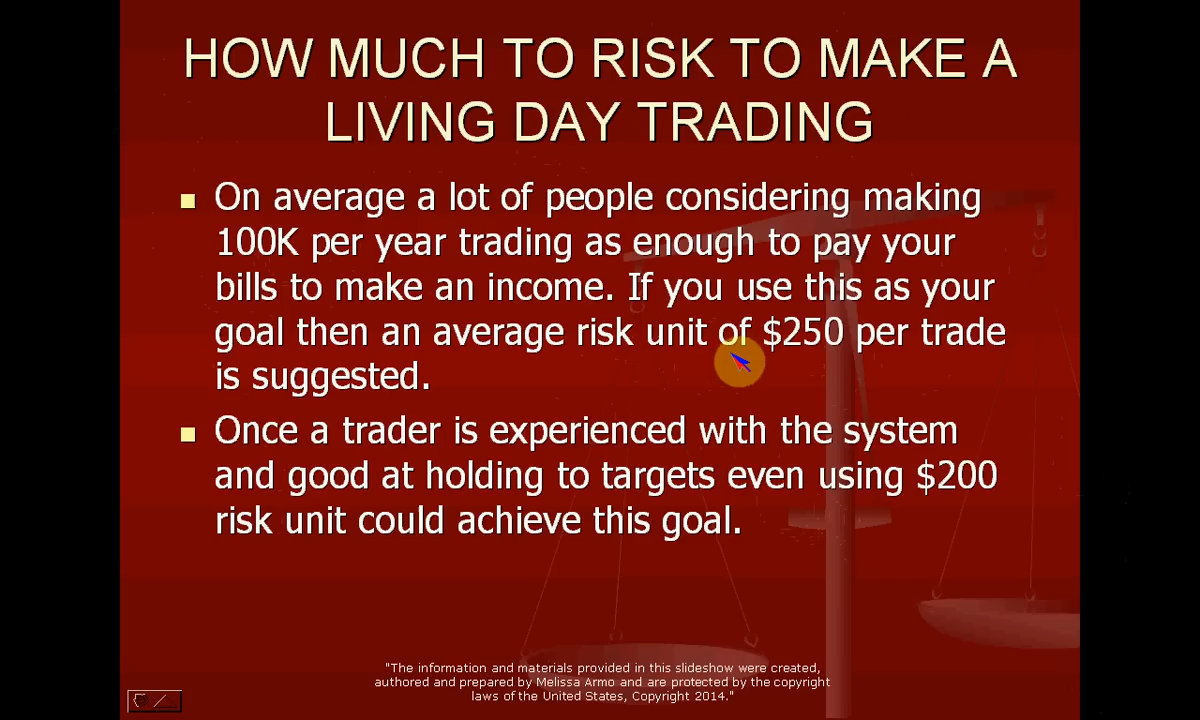 HOW MUCH TO RISK TO MAKE A
LIVING DAY TRADING
On average a lot of people considering making
100K per year trading as enough to pay your
bills to make an income. If you use this as your
goal then an average risk unit of $250 per trade
is suggested.
Once a trader is experienced with the system
and good at holding to targets even using $200
risk unit could achieve this goal.
"The information and materials provided in this slideshow were created,
authored and prepared by Melissa Armo and are protected by the copyright
laws of the United States, Copyright 2014."